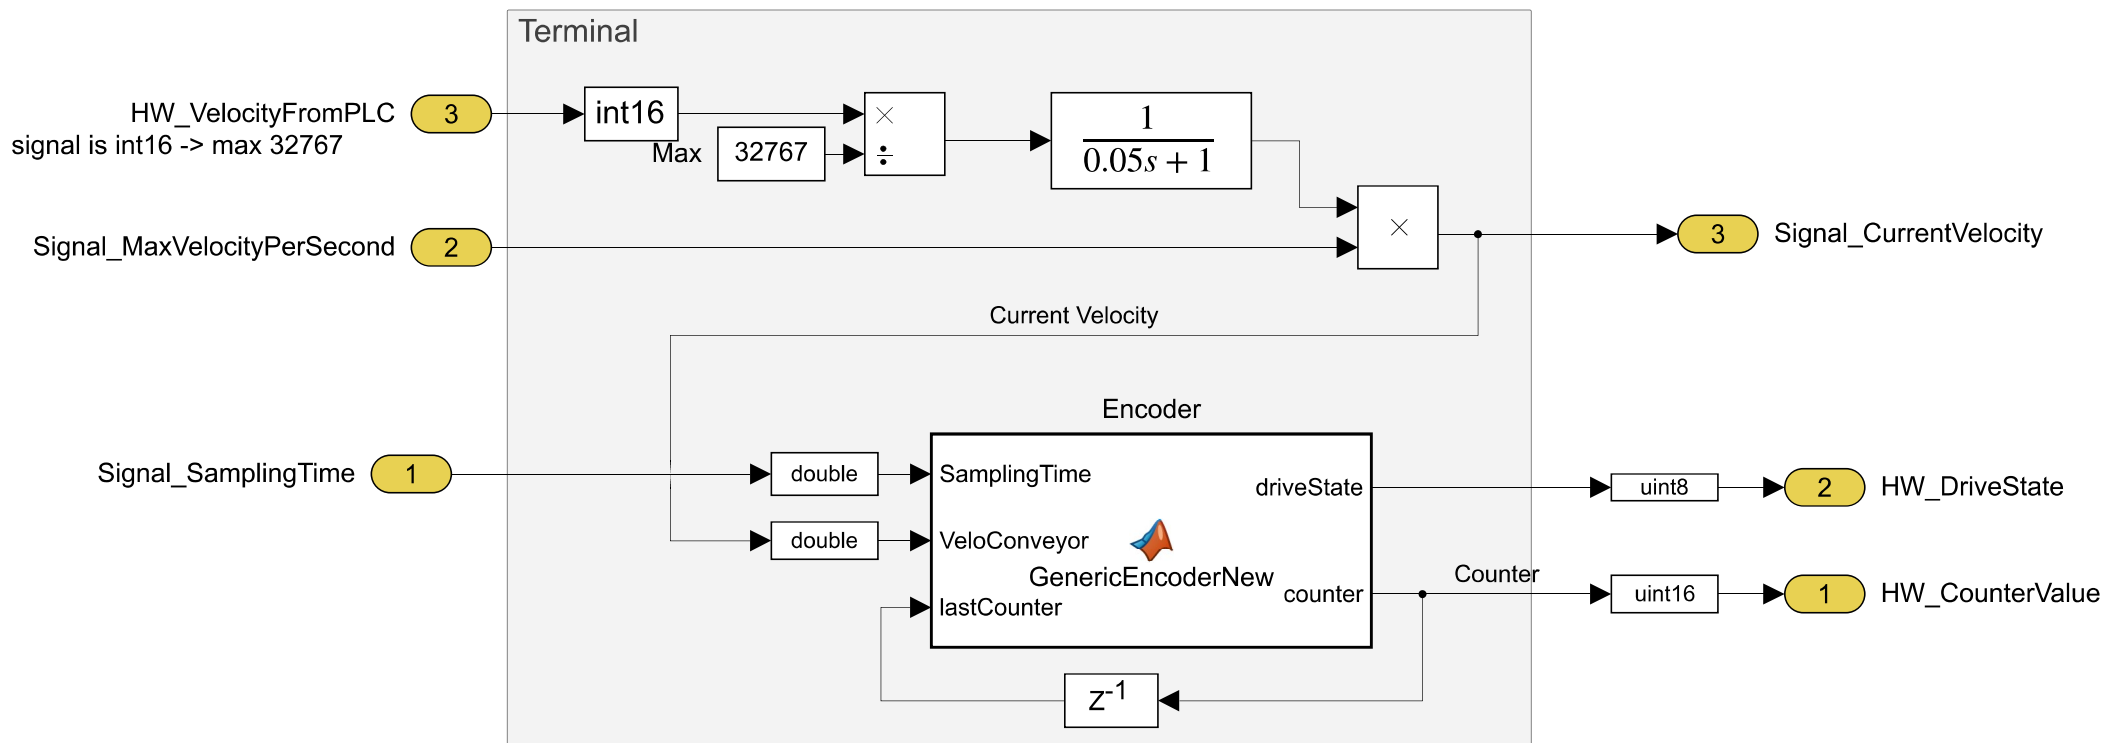 Terminal
HW_VelocityFromPLC
signal is int16 -> max 32767
3
int16
Max
32767
×
÷
1
0.05s + 1
Signal_MaxVelocityPerSecond
2
×
3
Signal_CurrentVelocity
Current Velocity
Encoder
Signal_SamplingTime
1
double
SamplingTime
driveState
uint8
2
HW_DriveState
double
VeloConveyor
GenericEncoderNew
lastCounter
counter
Counter
uint16
1
HW_CounterValue
Z-1